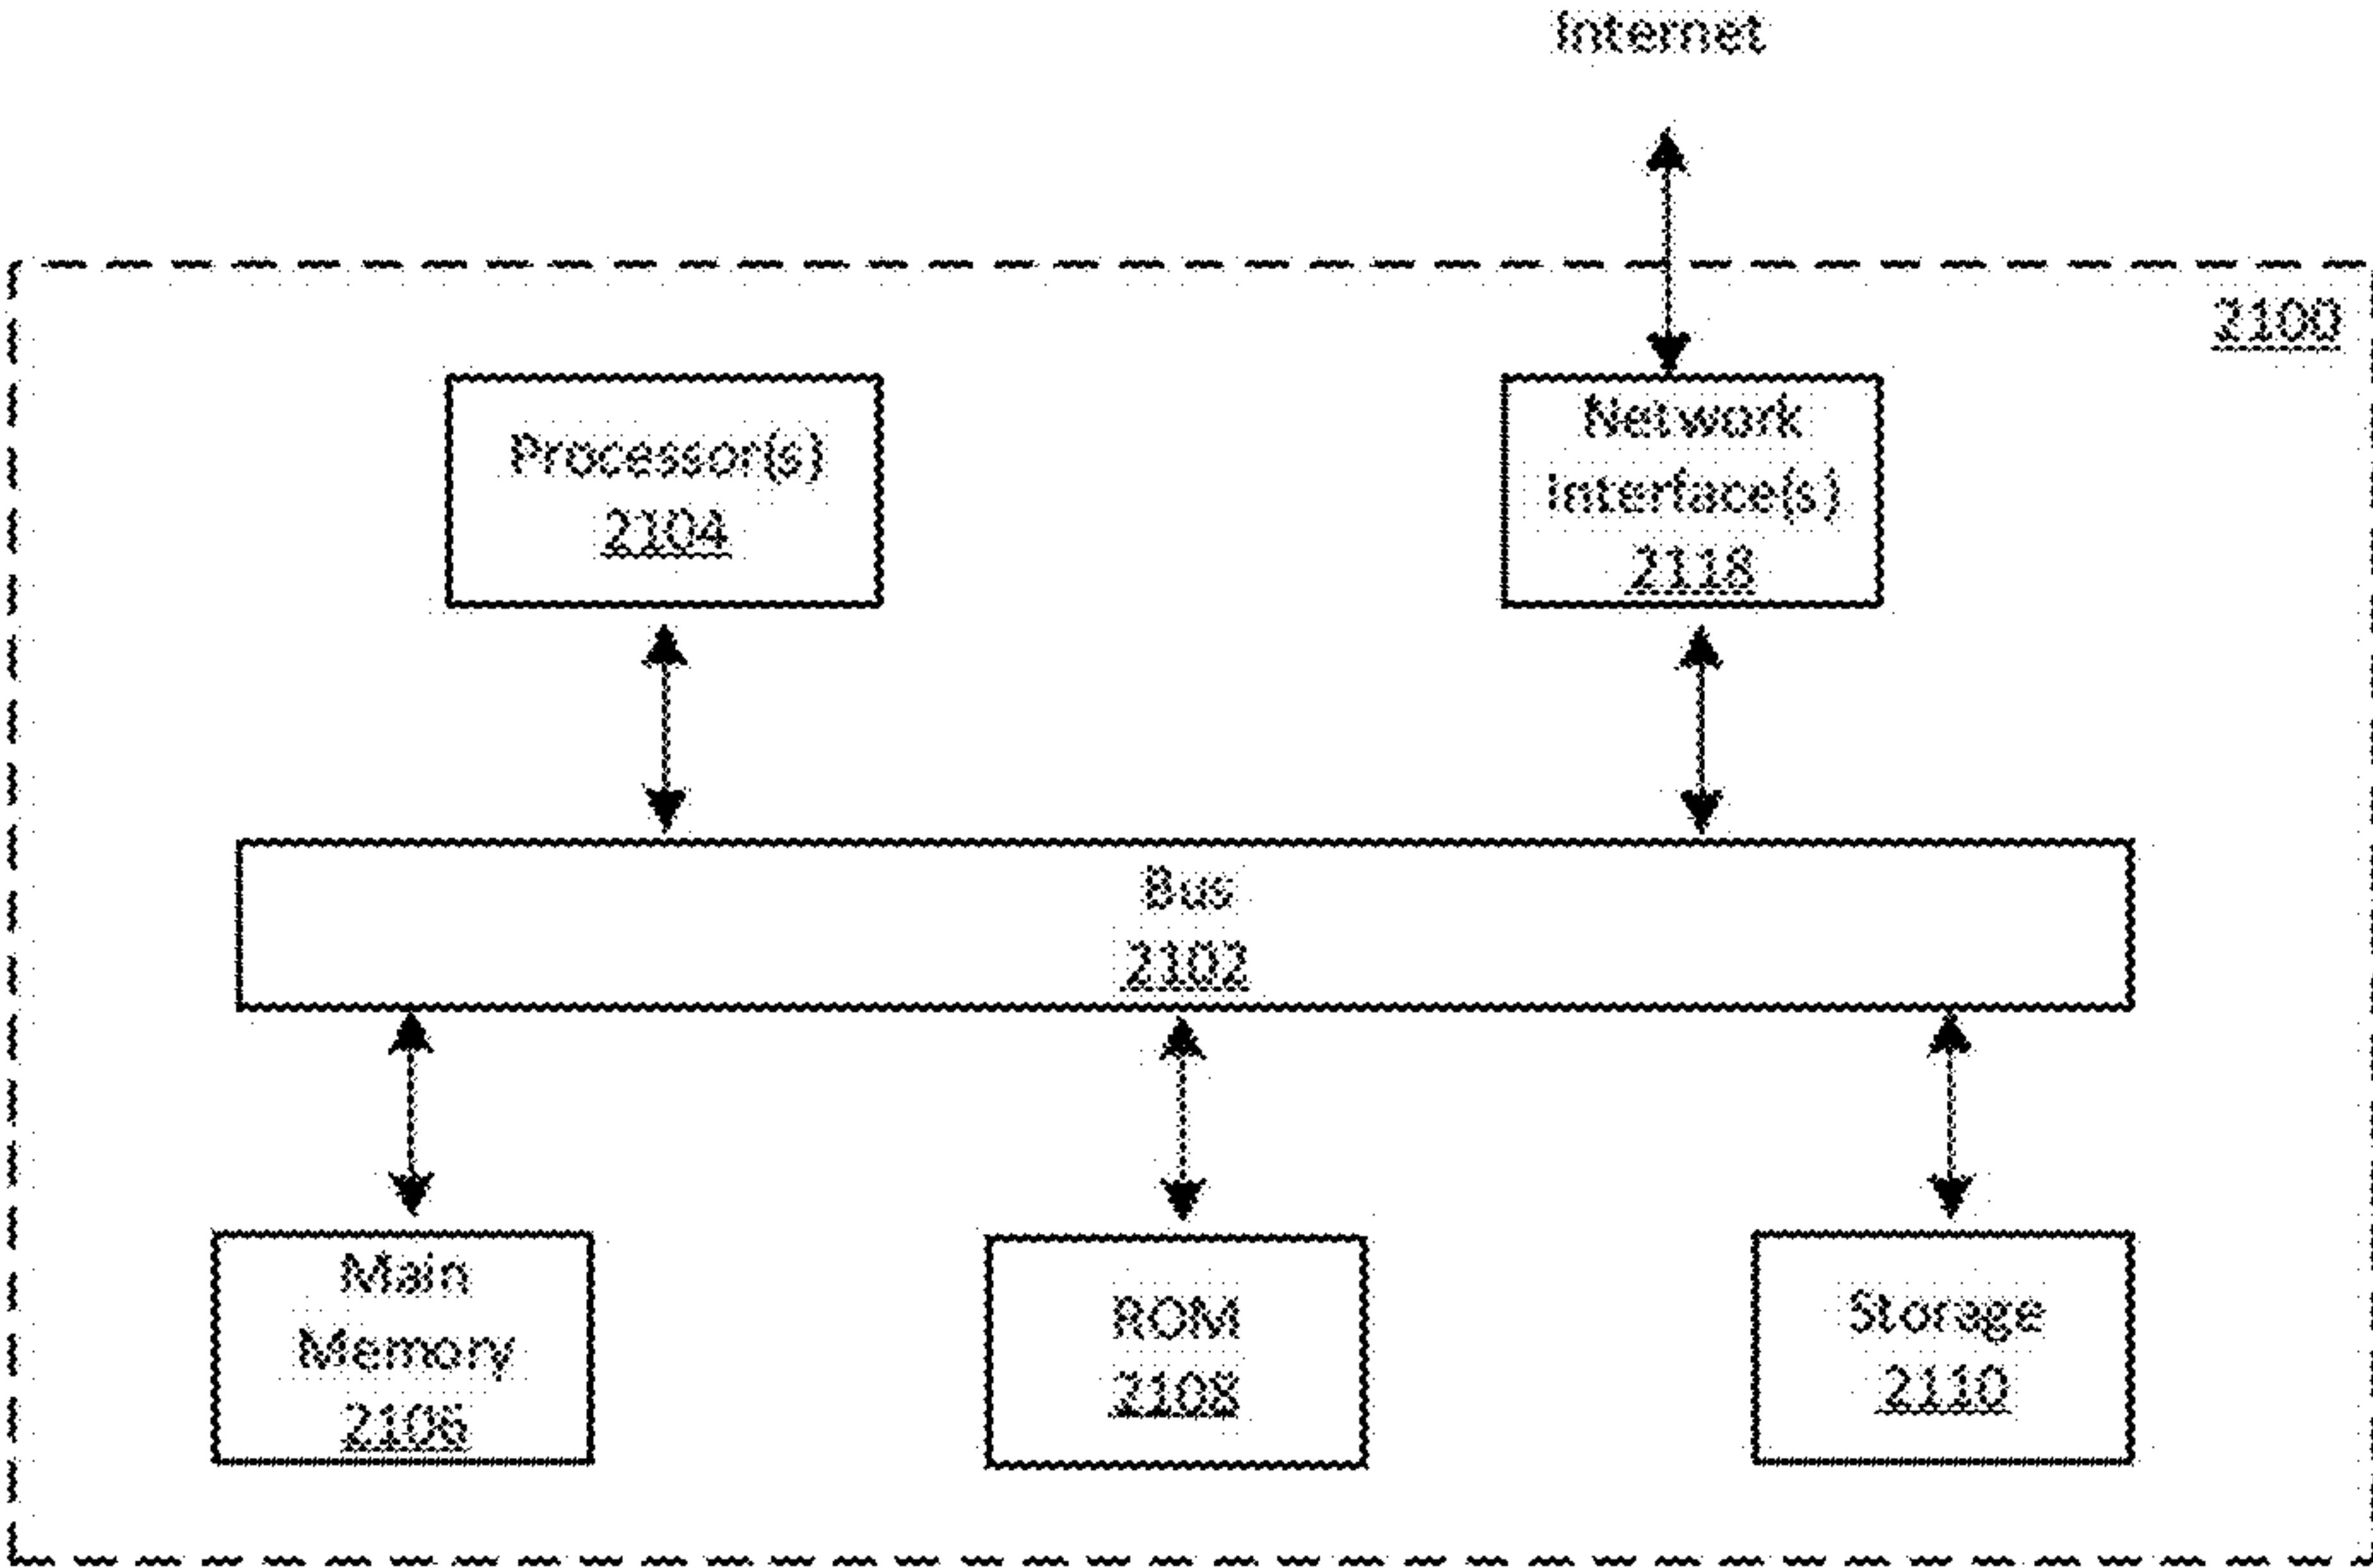 Internet
2100
Processor(s)
2104
Network
Interface(s)
2118
Bus
2102
Main
Memory
2106
ROM
2108
Storage
2110